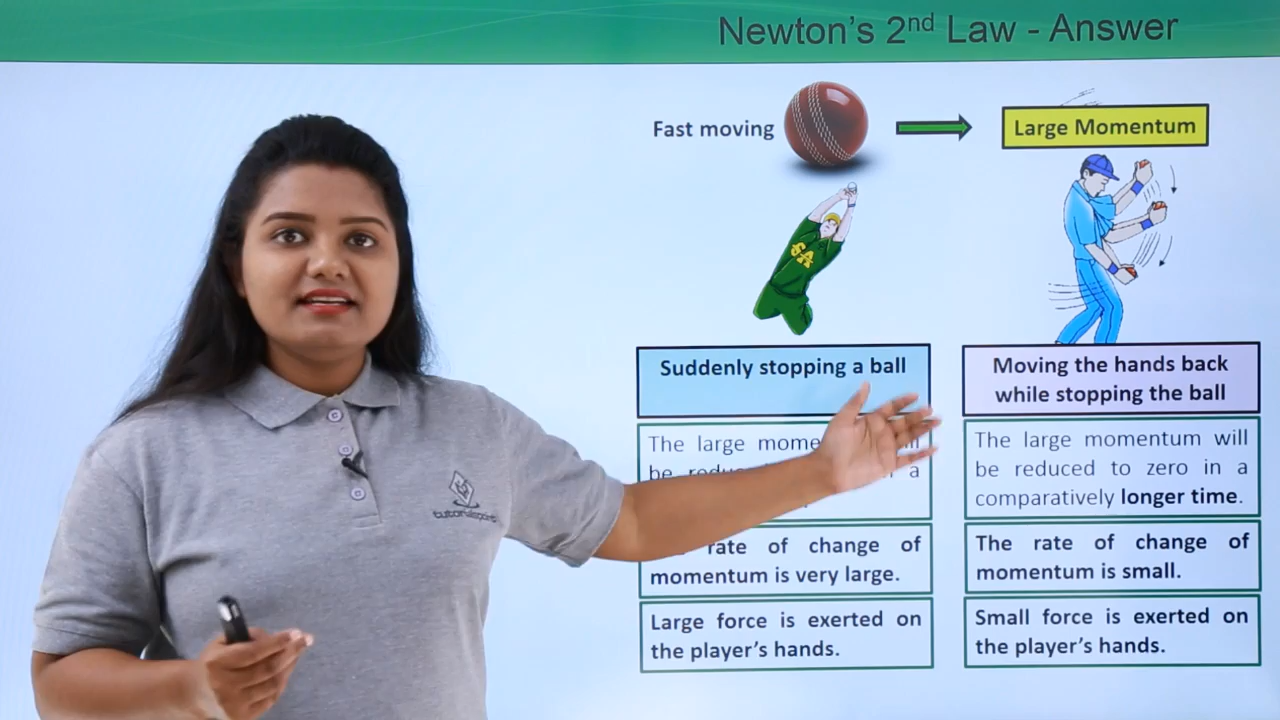 Newton's 2nd Law - Answer
Fast moving
Large Momentum
SA
Suddenly stopping a ball
The large
be a
rate of change of
momentum is very large.
Large force is exerted on
the player's hands.
Moving the hands back
while stopping the ball
The large momentum will
be reduced to zero in a
comparatively longer time.
The rate of change of
momentum is small.
Small force is exerted on
the player's hands.
tutorialspoint